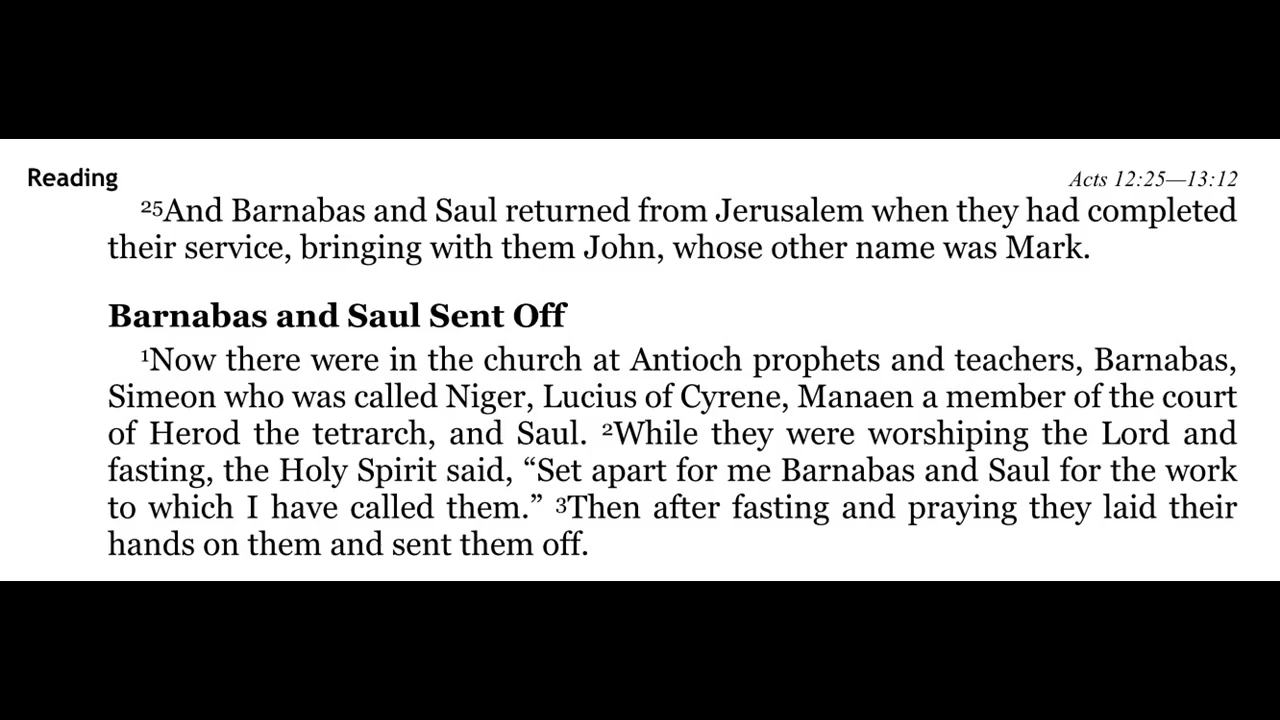 Reading
Acts 12:25—13:12
²⁵And Barnabas and Saul returned from Jerusalem when they had completed
their service, bringing with them John, whose other name was Mark.
Barnabas and Saul Sent Off
¹Now there were in the church at Antioch prophets and teachers, Barnabas,
Simeon who was called Niger, Lucius of Cyrene, Manaen a member of the court
of Herod the tetrarch, and Saul. ²While they were worshiping the Lord and
fasting, the Holy Spirit said, “Set apart for me Barnabas and Saul for the work
to which I have called them.” ³Then after fasting and praying they laid their
hands on them and sent them off.